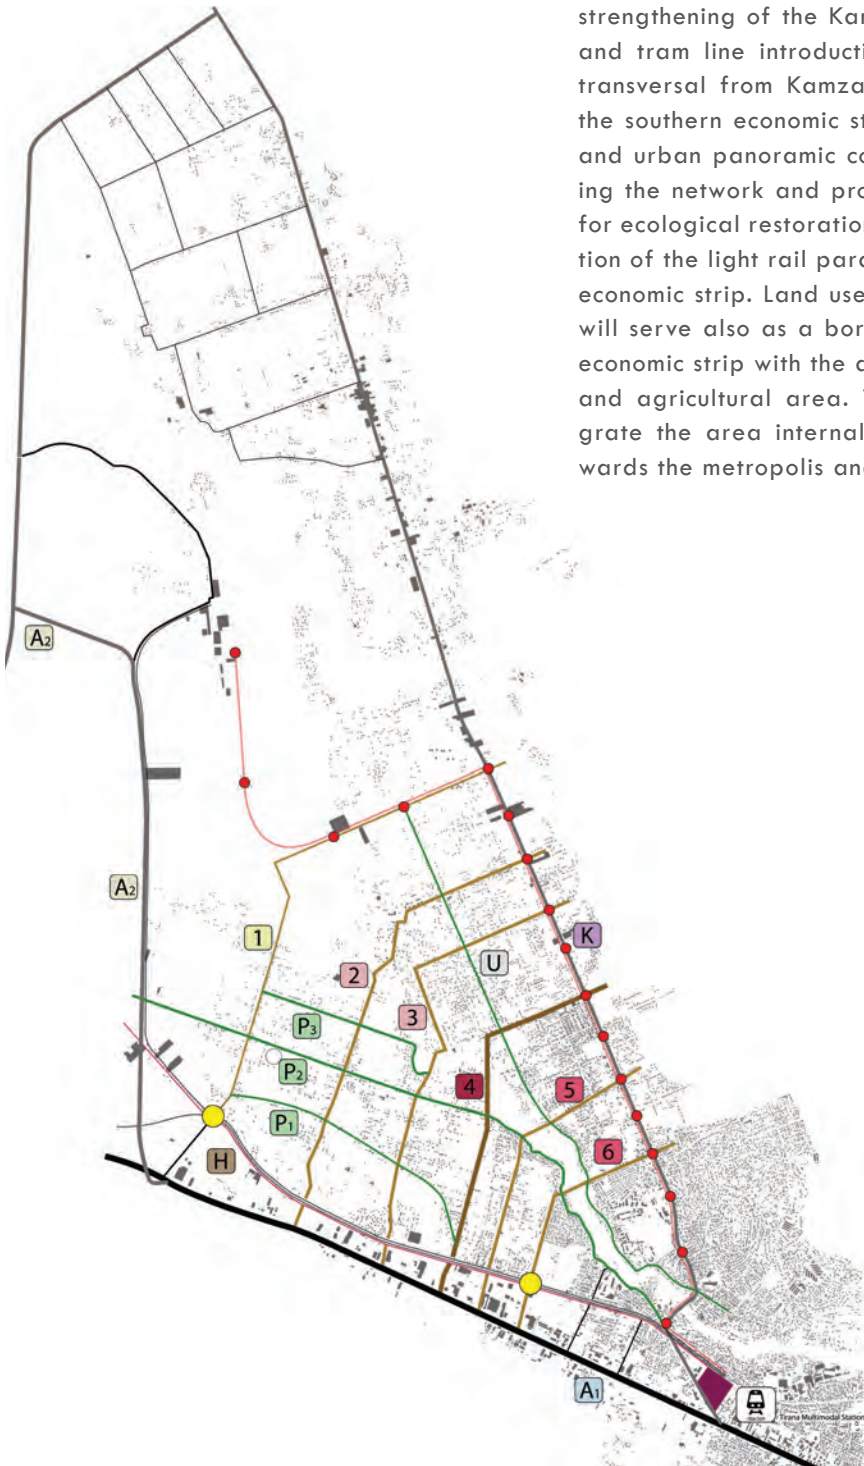 strengthening of the Kar
and tram line introducti
transversal from Kamza
the southern economic st
and urban panoramic co
ing the network and pro
for ecological restoration
tion of the light rail para
economic strip. Land use
will serve also as a bor
economic strip with the a
and agricultural area.
grate the area internal
wards the metropolis and
A2
A2
1
K
2
U
3
P3
P2
4
5
P1
6
H
A1
Tirana Multimodal Station